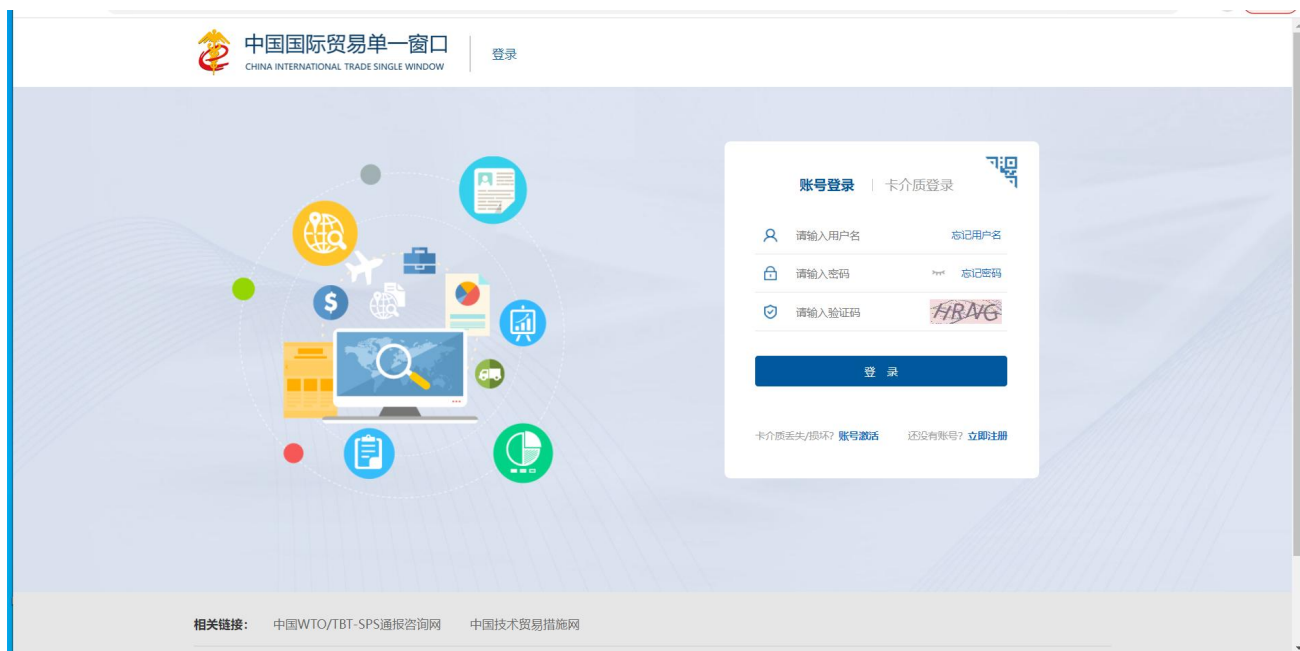 中国国际贸易单一窗口
CHINA INTERNATIONAL TRADE SINGLE WINDOW
登录
账号登录
卡介质登录
请输入用户名 忘记用户名
请输入密码 忘记密码
请输入验证码 HRNG
登 录
卡介质丢失/损坏? 账号激活 还没有账号? 立即注册
相关链接: 中国WTO/TBT-SPS通报咨询网 中国技术贸易措施网